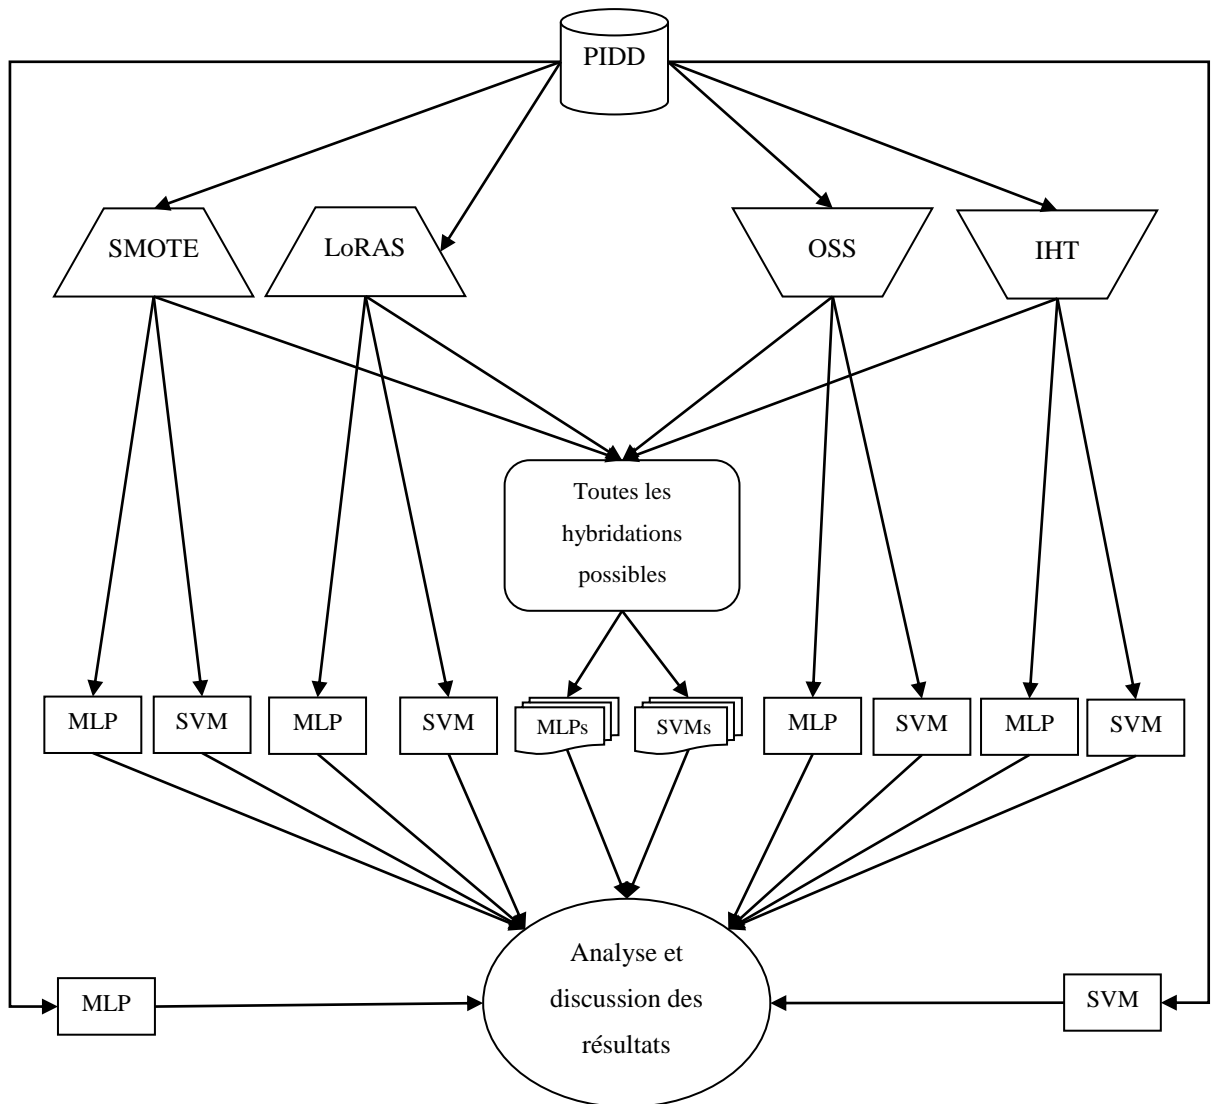 PIDD
SMOTE
LoRAS
OSS
IHT
Toutes les
hybridations
possibles
MLP
SVM
MLP
SVM
MLPs
SVMs
MLP
SVM
MLP
SVM
Analyse et
discussion des
résultats
MLP
SVM